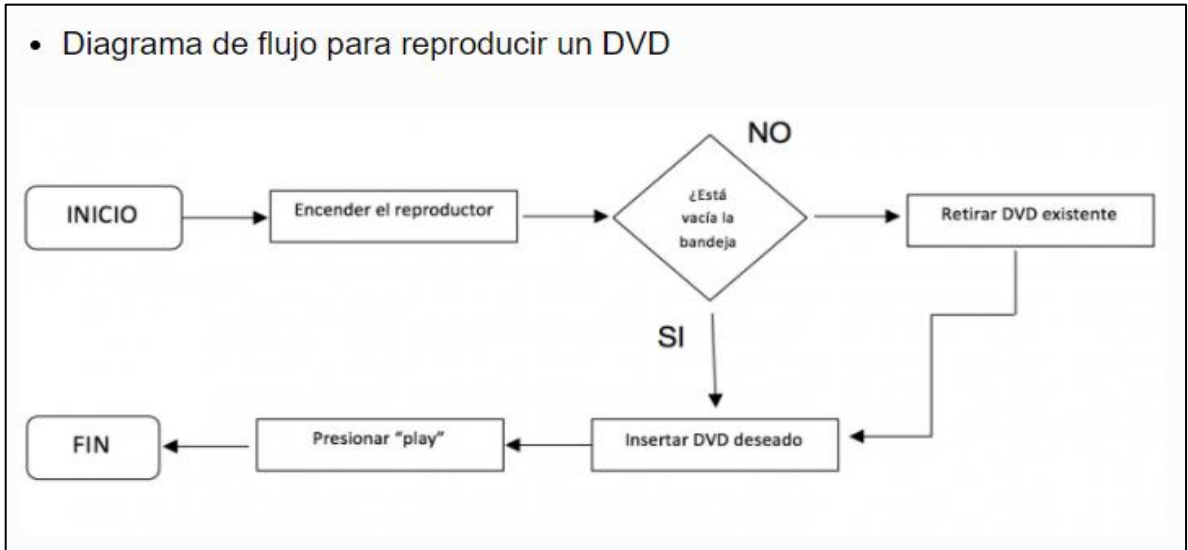 • Diagrama de flujo para reproducir un DVD
NO
INICIO
Encender el reproductor
¿Está
vacía la
bandeja
Retirar DVD existente
SI
FIN
Presionar “play”
Insertar DVD deseado